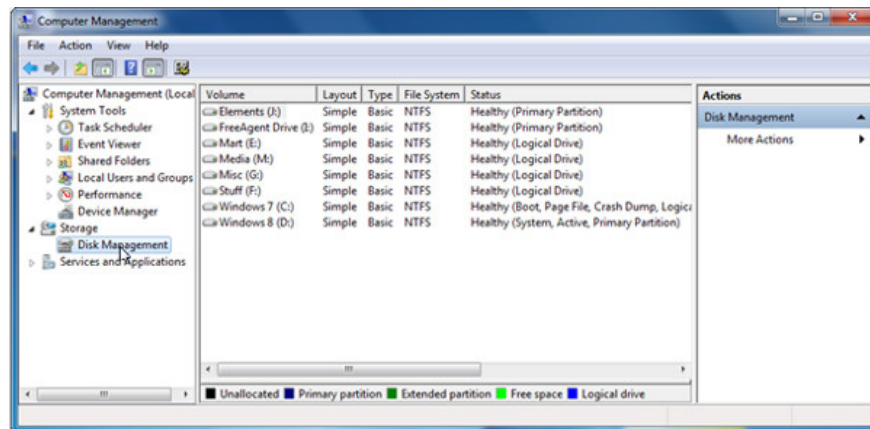 Computer Management
File Action View Help
Computer Management (Local
System Tools
Task Scheduler
Event Viewer
Shared Folders
Local Users and Groups
Performance
Device Manager
Storage
Disk Management
Services and Applications
Volume Layout Type File System Status
Elements (J:) Simple Basic NTFS Healthy (Primary Partition)
FreeAgent Drive (I:) Simple Basic NTFS Healthy (Primary Partition)
Mart (E:) Simple Basic NTFS Healthy (Logical Drive)
Media (M:) Simple Basic NTFS Healthy (Logical Drive)
Misc (G:) Simple Basic NTFS Healthy (Logical Drive)
Stuff (F:) Simple Basic NTFS Healthy (Logical Drive)
Windows 7 (C:) Simple Basic NTFS Healthy (Boot, Page File, Crash Dump, Logica
Windows 8 (D:) Simple Basic NTFS Healthy (System, Active, Primary Partition)
Unallocated Primary partition Extended partition Free space Logical drive
Actions
Disk Management
More Actions